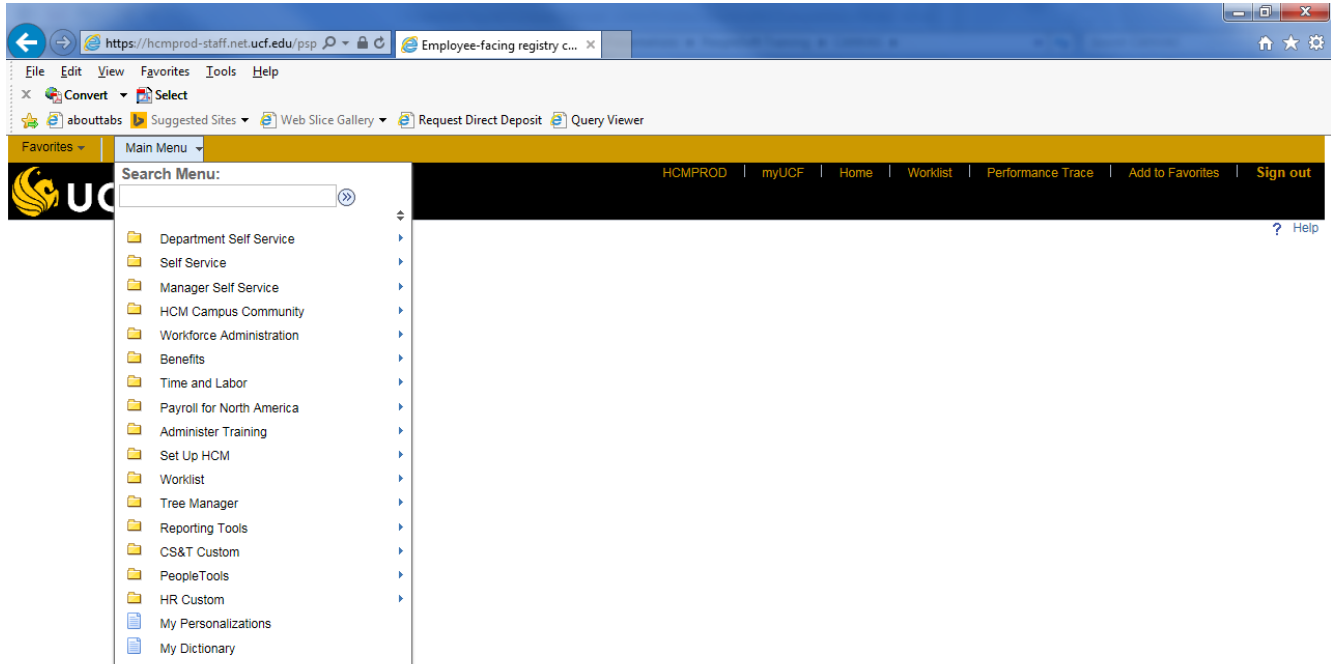 https://hcmprod-staff.net.ucf.edu/psp Employee-facing registry c...
File Edit View Favorites Tools Help
x Convert Select
abouttabs Suggested Sites Web Slice Gallery Request Direct Deposit Query Viewer
Favorites Main Menu
Search Menu:
UC
HCMPROD | myUCF | Home | Worklist | Performance Trace | Add to Favorites | Sign out
? Help
Department Self Service
Self Service
Manager Self Service
HCM Campus Community
Workforce Administration
Benefits
Time and Labor
Payroll for North America
Administer Training
Set Up HCM
Worklist
Tree Manager
Reporting Tools
CS&T Custom
PeopleTools
HR Custom
My Personalizations
My Dictionary